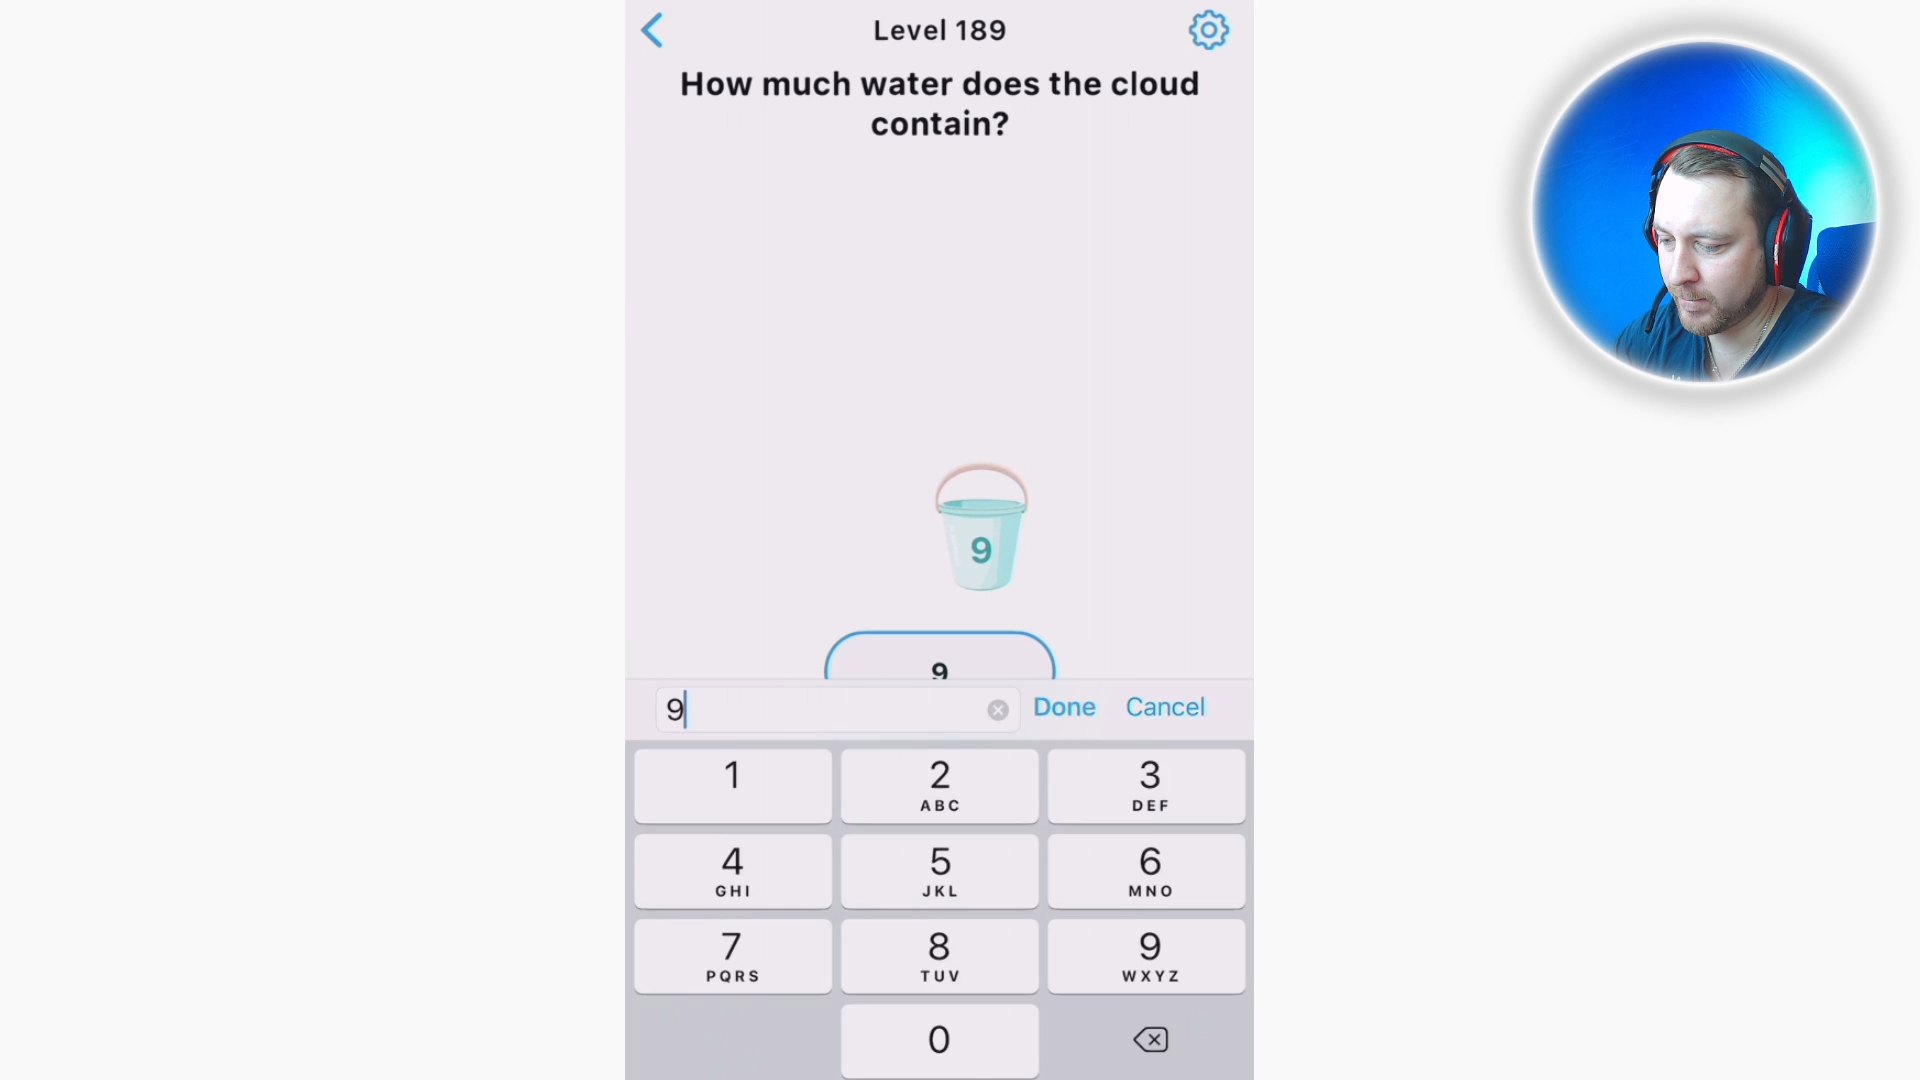 Level 189
How much water does the cloud
contain?
9
9
9
Done Cancel
1
2
ABC
3
DEF
4
GHI
5
JKL
6
MNO
7
PQRS
8
TUV
9
WXYZ
0